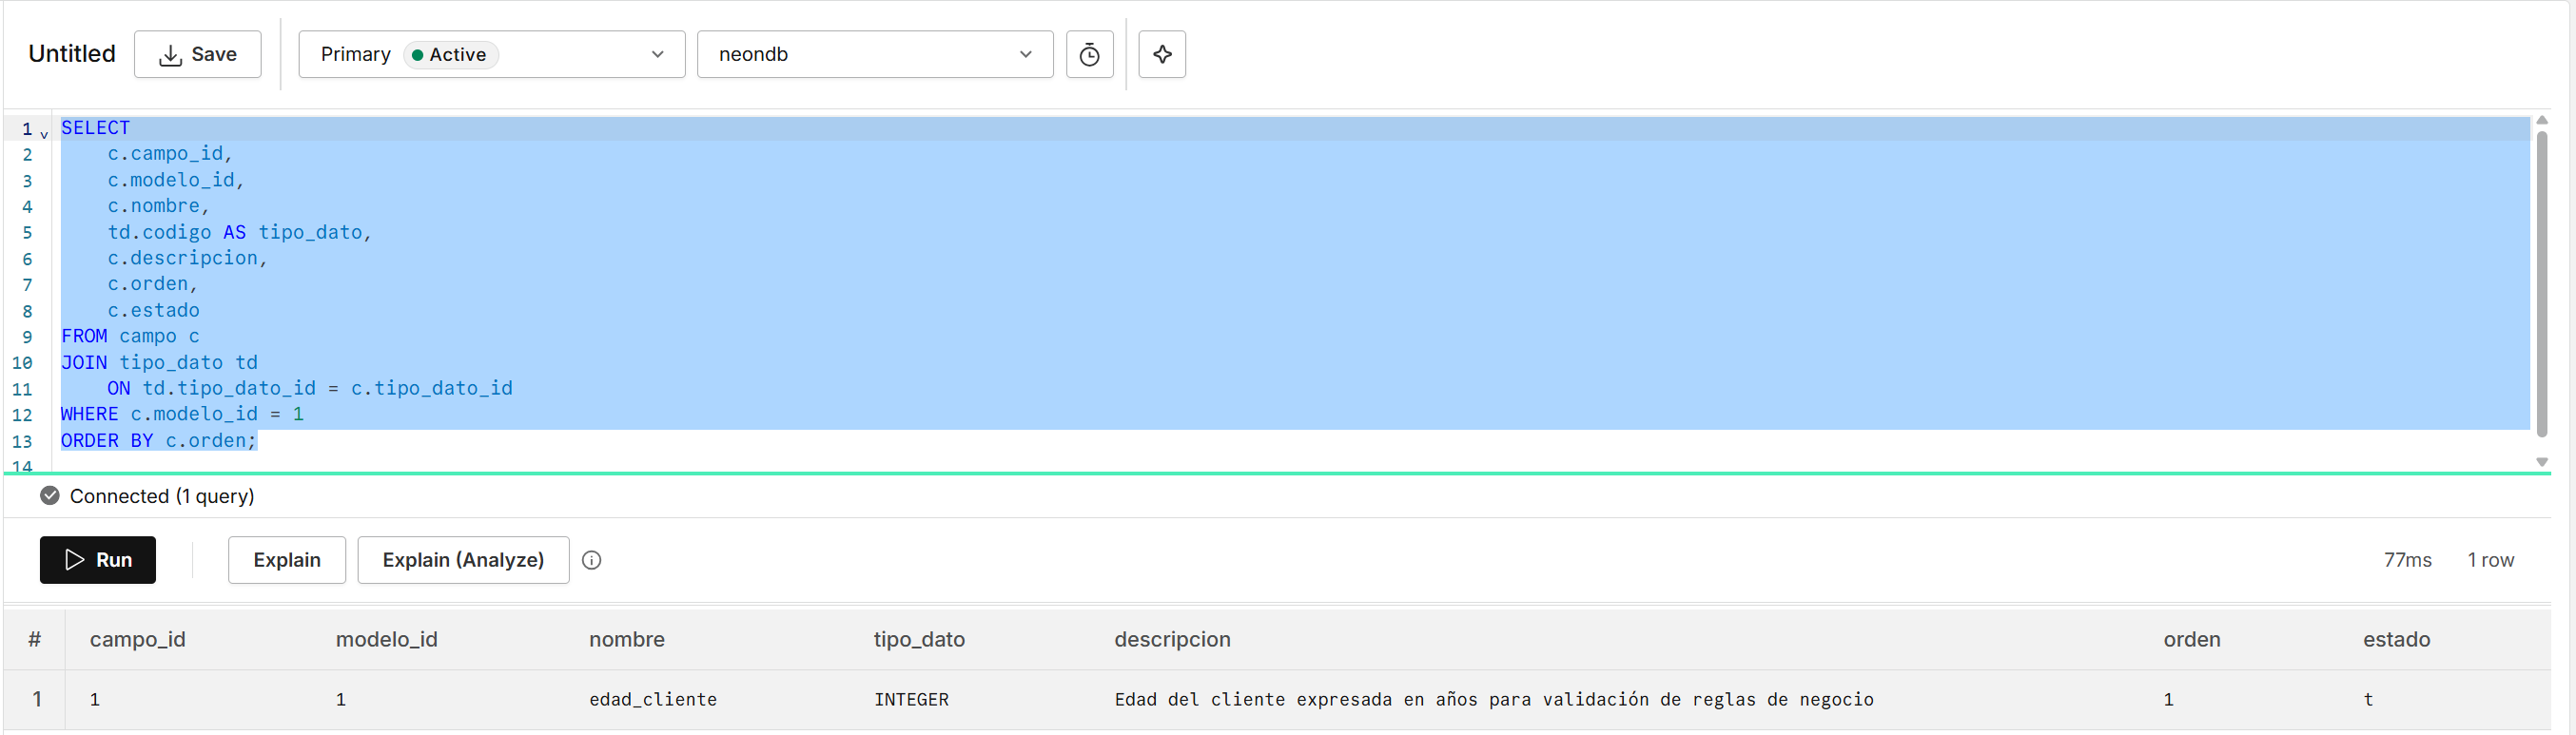 Untitled Save Primary Active neondb
1 SELECT
2 c.campo_id,
3 c.modelo_id,
4 c.nombre,
5 td.codigo AS tipo_dato,
6 c.descripcion,
7 c.orden,
8 c.estado
9 FROM campo c
10 JOIN tipo_dato td
11 ON td.tipo_dato_id = c.tipo_dato_id
12 WHERE c.modelo_id = 1
13 ORDER BY c.orden;
14
Connected (1 query)
Run Explain Explain (Analyze) 77ms 1 row
# campo_id modelo_id nombre tipo_dato descripcion orden estado
1 1 1 edad_cliente INTEGER Edad del cliente expresada en años para validación de reglas de negocio 1 t